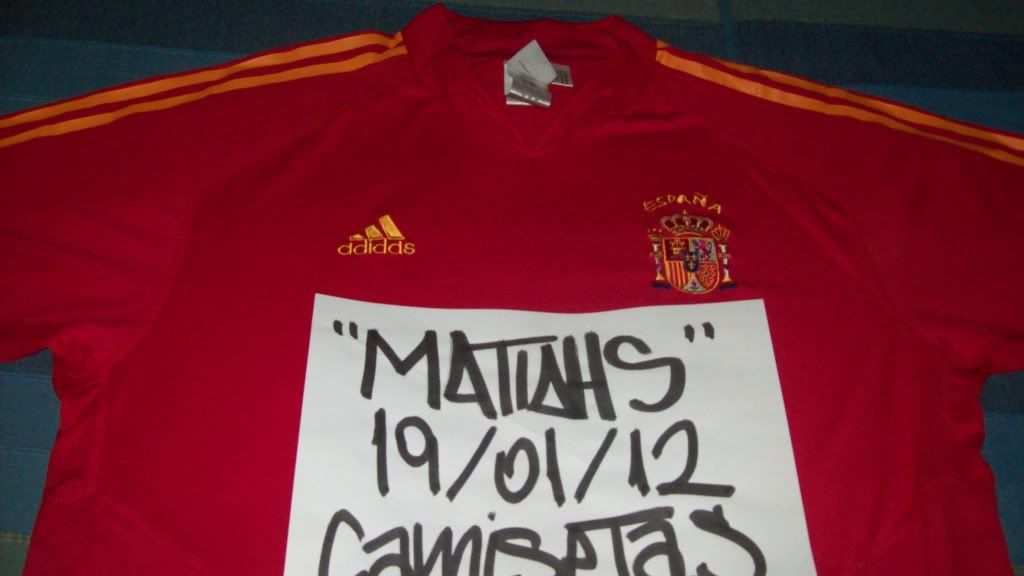 ESPAÑA
adidas
"MATIAHS"
19/01/12
CAMISETAS